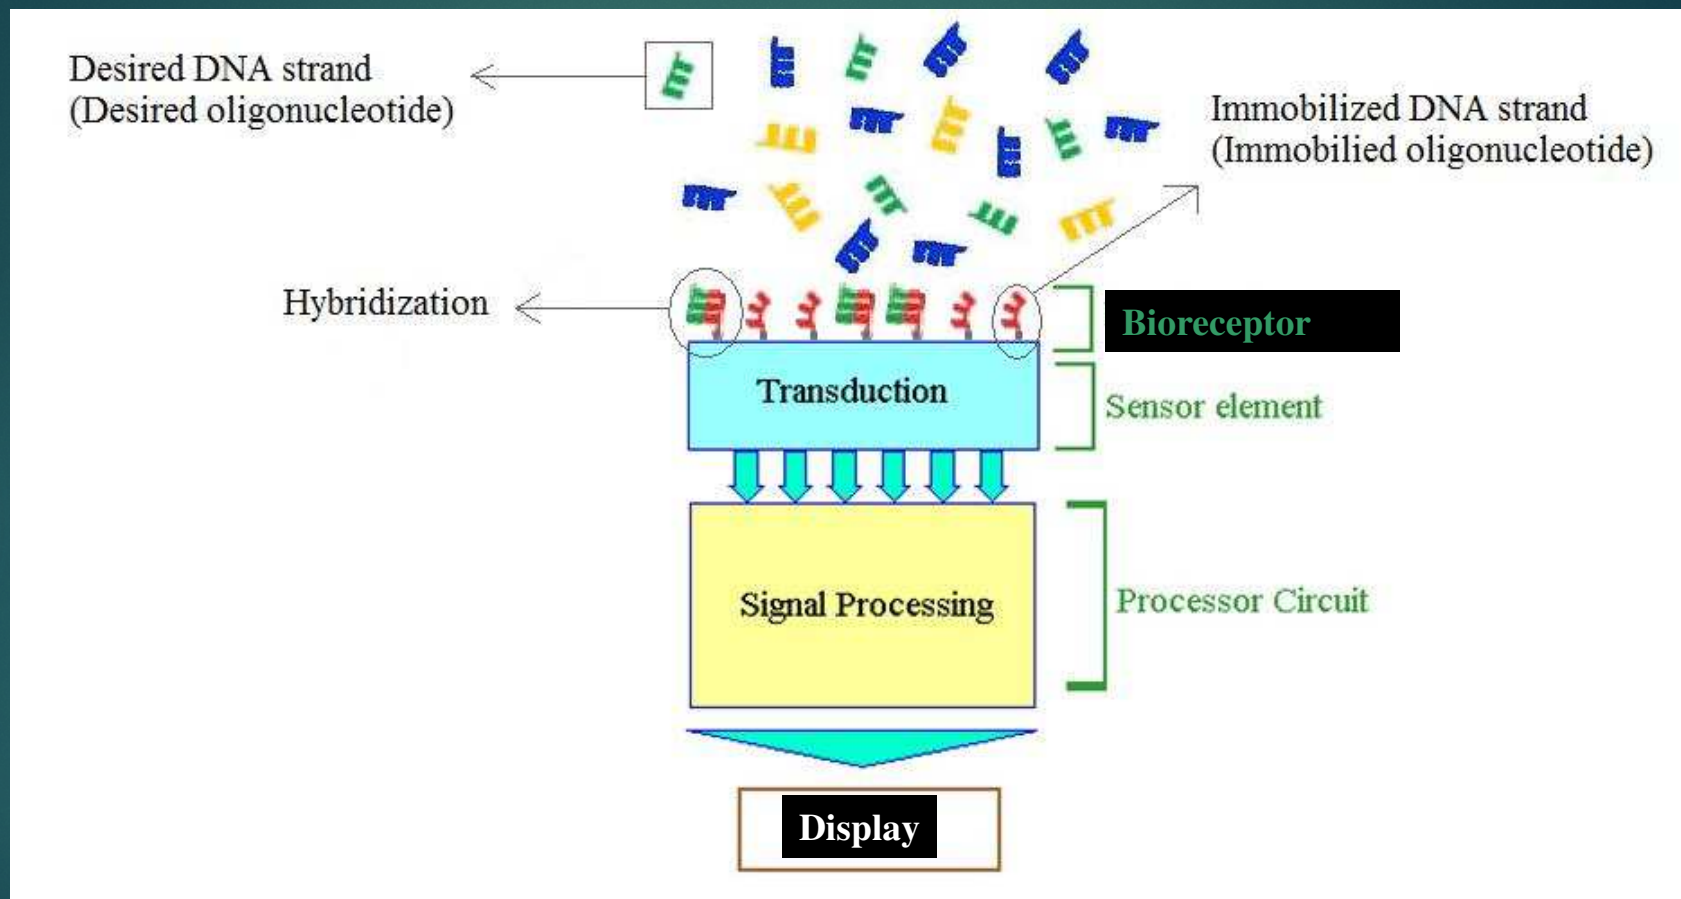 Desired DNA strand
(Desired oligonucleotide)
Immobilized DNA strand
(Immobilied oligonucleotide)
Hybridization
Bioreceptor
Transduction
Sensor element
Signal Processing
Processor Circuit
Display